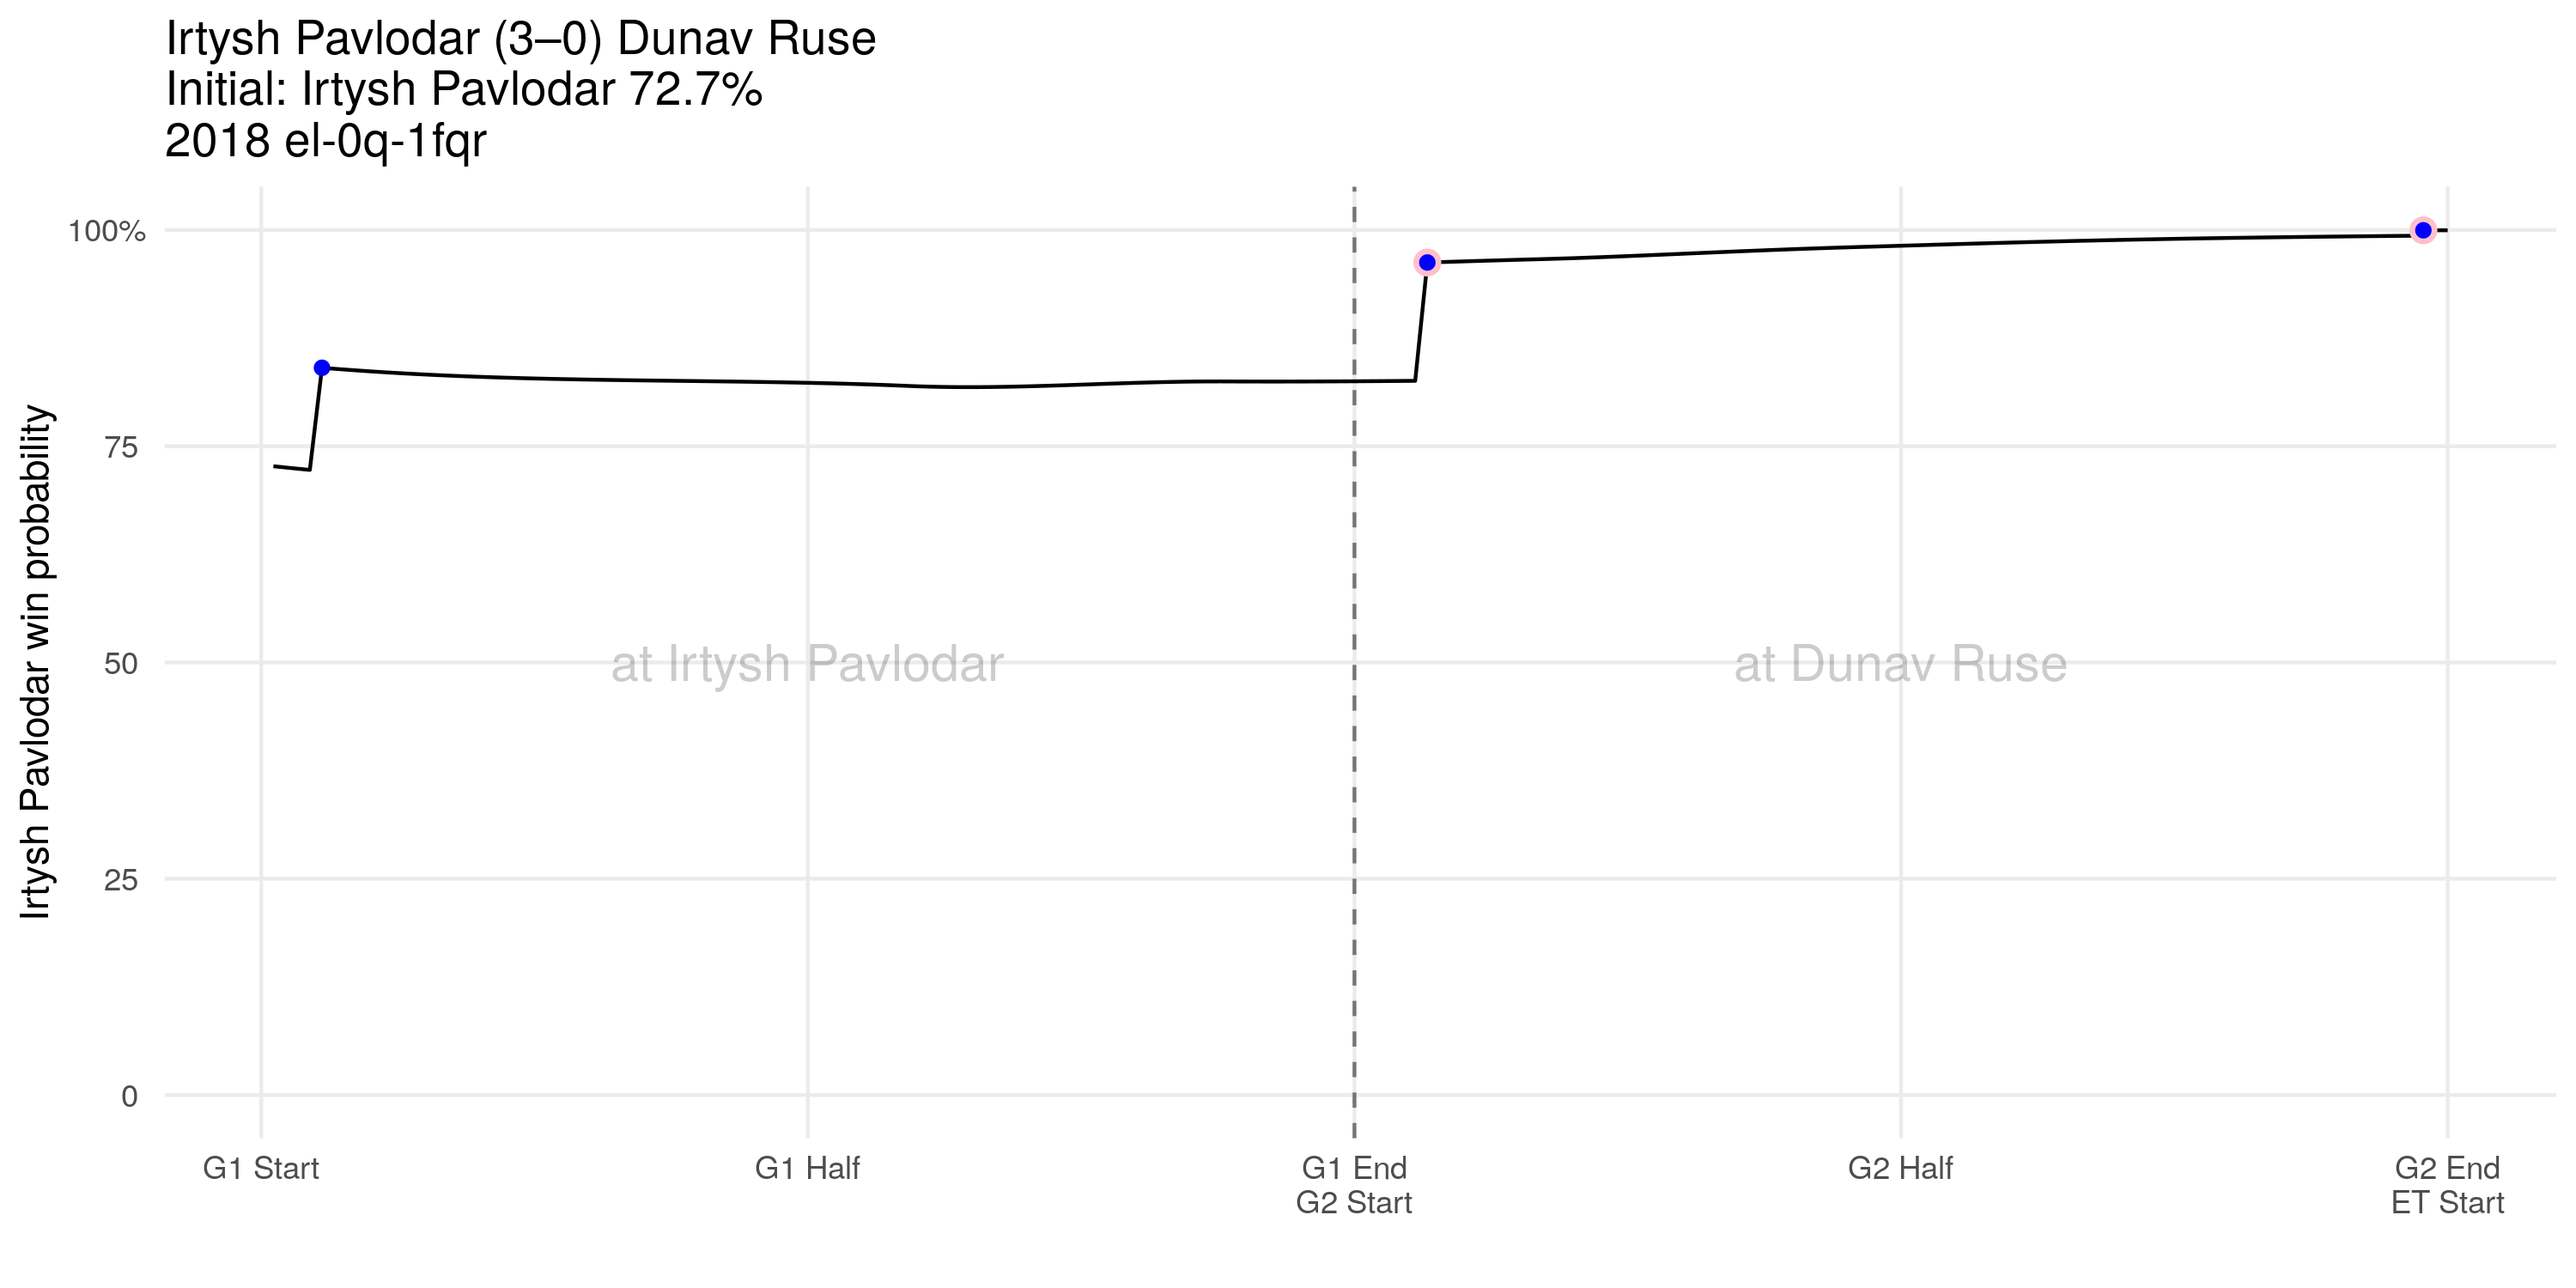 Irtysh Pavlodar (3–0) Dunav Ruse
Initial: Irtysh Pavlodar 72.7%
2018 el-0q-1fqr
Irtysh Pavlodar win probability
100%
75
50
25
0
at Irtysh Pavlodar
at Dunav Ruse
G1 Start
G1 Half
G1 End
G2 Start
G2 Half
G2 End
ET Start